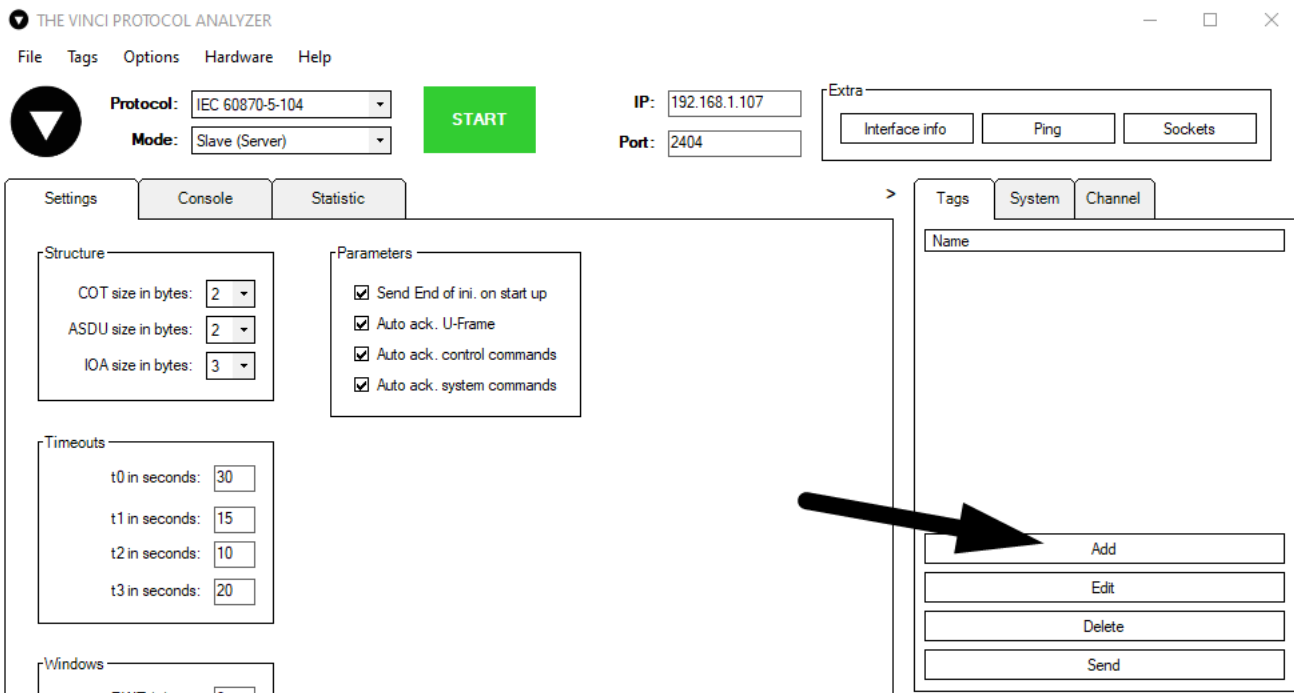 THE VINCI PROTOCOL ANALYZER
File Tags Options Hardware Help
Protocol: IEC 60870-5-104
Mode: Slave (Server)
START
IP: 192.168.1.107
Port: 2404
Extra
Interface info Ping Sockets
Settings Console Statistic
>
Structure
COT size in bytes: 2
ASDU size in bytes: 2
IOA size in bytes: 3
Parameters
Send End of ini. on start up
Auto ack. U-Frame
Auto ack. control commands
Auto ack. system commands
Timeouts
t0 in seconds: 30
t1 in seconds: 15
t2 in seconds: 10
t3 in seconds: 20
Windows
Tags System Channel
Name
Add
Edit
Delete
Send